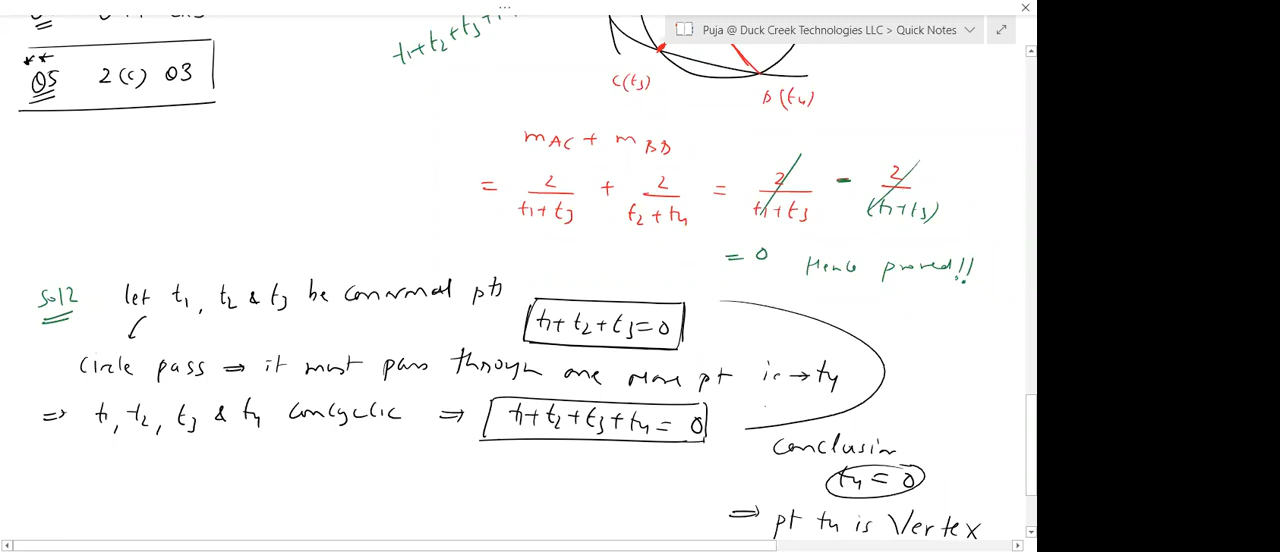 Puja @ Duck Creek Technologies LLC > Quick Notes
t1+t2+t3+
Q5 2(c) 03
C(t3)
D(t4)
mAC + mBD
= 2/(t1+t3) + 2/(t2+t4) = 2/(t1+t3) - 2/(t1+t3)
= 0 Hence proved!!
Sol2 let t1, t2 & t3 be conormal pts
t1+t2+t3=0
Circle pass ⇒ it must pass through one more pt ie → t4
⇒ t1, t2, t3 & t4 concyclic ⇒ t1+t2+t3+t4=0
conclusion
t4=0
⇒ pt t4 is Vertex